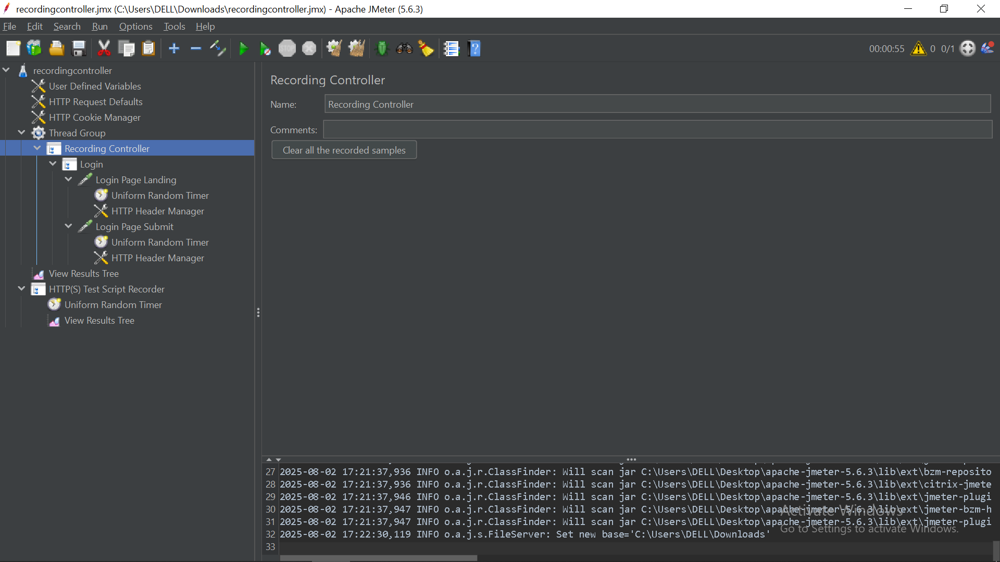 recordingcontroller.jmx (C:\Users\DELL\Downloads\recordingcontroller.jmx) - Apache JMeter (5.6.3)
File Edit Search Run Options Tools Help
STOP
00:00:55 0 0/1
recordingcontroller
User Defined Variables
HTTP Request Defaults
HTTP Cookie Manager
Thread Group
Recording Controller
Login
Login Page Landing
Uniform Random Timer
HTTP Header Manager
Login Page Submit
Uniform Random Timer
HTTP Header Manager
View Results Tree
HTTP(S) Test Script Recorder
Uniform Random Timer
View Results Tree
Recording Controller
Name: Recording Controller
Comments:
Clear all the recorded samples
27 2025-08-02 17:21:37,936 INFO o.a.j.r.ClassFinder: Will scan jar C:\Users\DELL\Desktop\apache-jmeter-5.6.3\lib\ext\bzm-reposito
28 2025-08-02 17:21:37,936 INFO o.a.j.r.ClassFinder: Will scan jar C:\Users\DELL\Desktop\apache-jmeter-5.6.3\lib\ext\citrix-jmete
29 2025-08-02 17:21:37,946 INFO o.a.j.r.ClassFinder: Will scan jar C:\Users\DELL\Desktop\apache-jmeter-5.6.3\lib\ext\jmeter-plugi
30 2025-08-02 17:21:37,947 INFO o.a.j.r.ClassFinder: Will scan jar C:\Users\DELL\Desktop\apache-jmeter-5.6.3\lib\ext\jmeter-bzm-h
31 2025-08-02 17:21:37,947 INFO o.a.j.r.ClassFinder: Will scan jar C:\Users\DELL\Desktop\apache-jmeter-5.6.3\lib\ext\jmeter-plugi
32 2025-08-02 17:22:30,119 INFO o.a.j.s.FileServer: Set new base='C:\Users\DELL\Downloads'
33
Activate Windows
Go to Settings to activate Windows.